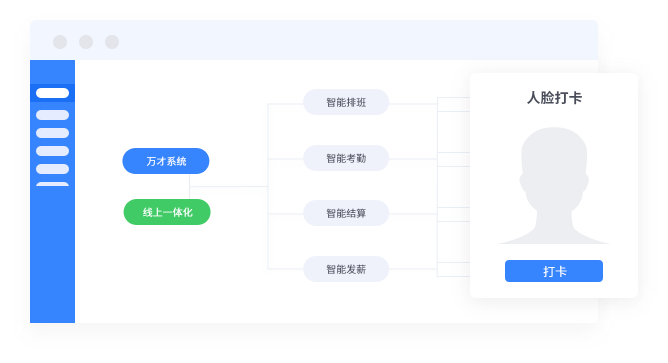 人脸打卡
智能排班
万才系统
智能考勤
线上一体化
智能结算
智能发薪
打卡